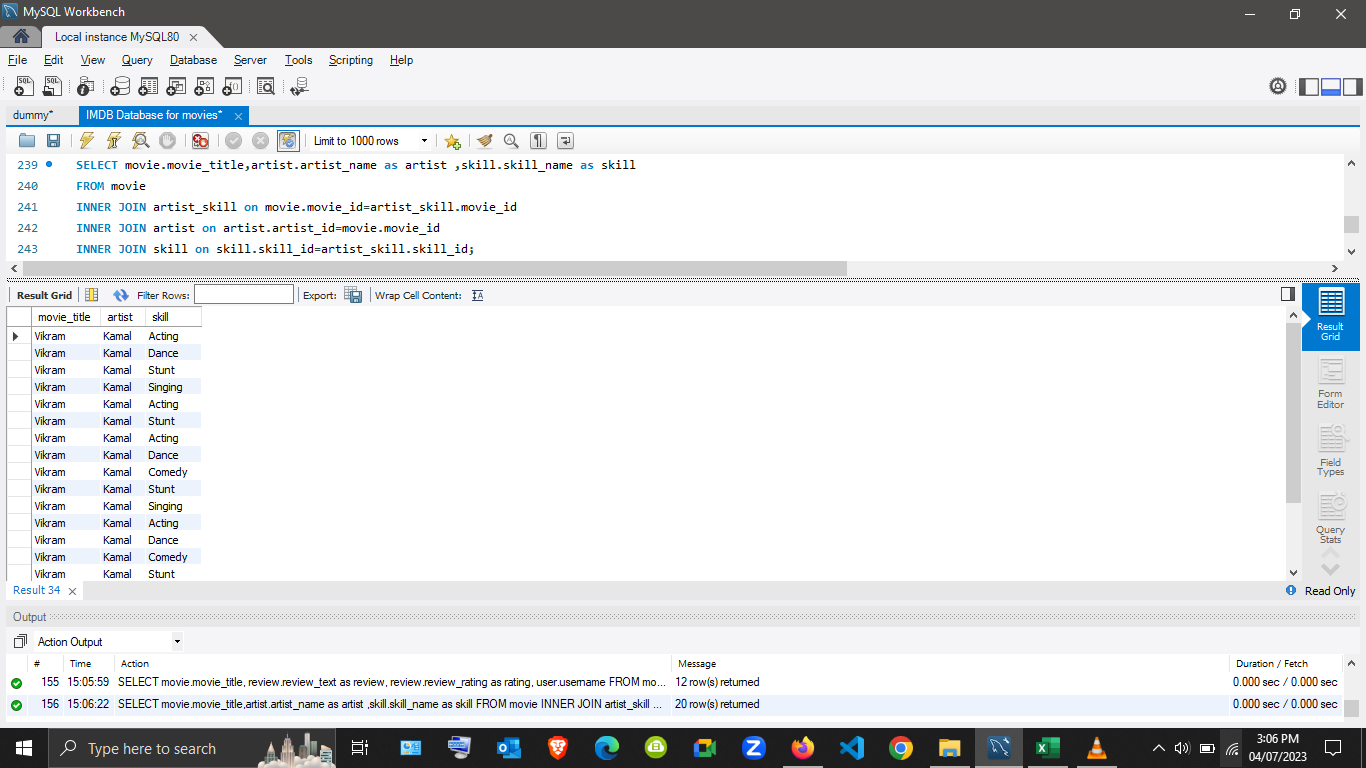 MySQL Workbench
Local instance MySQL80
File Edit View Query Database Server Tools Scripting Help
dummy*
IMDB Database for movies*
Limit to 1000 rows
239 SELECT movie.movie_title,artist.artist_name as artist ,skill.skill_name as skill
240 FROM movie
241 INNER JOIN artist_skill on movie.movie_id=artist_skill.movie_id
242 INNER JOIN artist on artist.artist_id=movie.movie_id
243 INNER JOIN skill on skill.skill_id=artist_skill.skill_id;
Result Grid Filter Rows: Export: Wrap Cell Content:
movie_title artist skill
Vikram Kamal Acting
Vikram Kamal Dance
Vikram Kamal Stunt
Vikram Kamal Singing
Vikram Kamal Acting
Vikram Kamal Stunt
Vikram Kamal Acting
Vikram Kamal Dance
Vikram Kamal Comedy
Vikram Kamal Stunt
Vikram Kamal Singing
Vikram Kamal Acting
Vikram Kamal Dance
Vikram Kamal Comedy
Vikram Kamal Stunt
Result
Grid
Form
Editor
Field
Types
Query
Stats
Result 34
Read Only
Output
Action Output
# Time Action Message Duration / Fetch
155 15:05:59 SELECT movie.movie_title, review.review_text as review, review.review_rating as rating, user.username FROM mo... 12 row(s) returned 0.000 sec / 0.000 sec
156 15:06:22 SELECT movie.movie_title,artist.artist_name as artist ,skill.skill_name as skill FROM movie INNER JOIN artist_skill ... 20 row(s) returned 0.000 sec / 0.000 sec
Type here to search
3:06 PM
04/07/2023